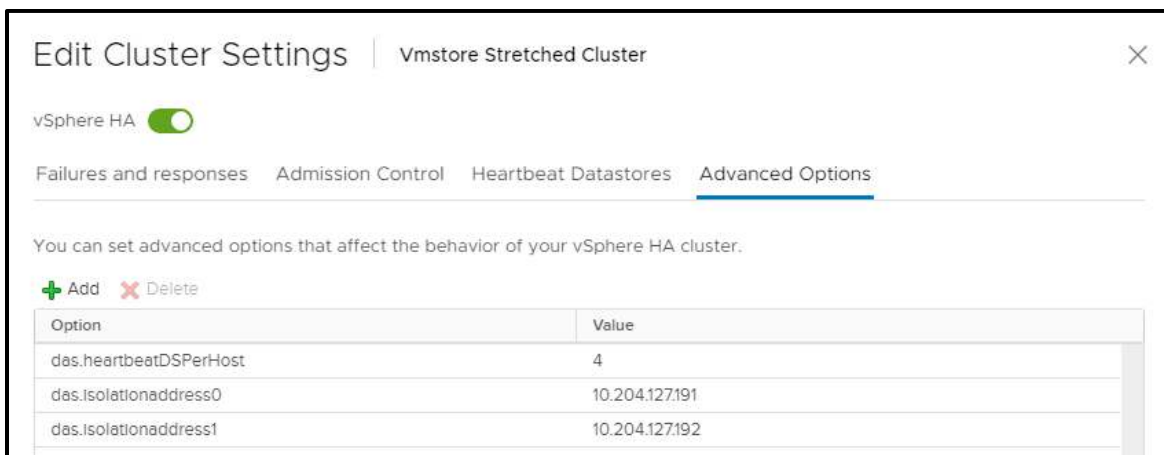 Edit Cluster Settings Vmstore Stretched Cluster
vSphere HA
Failures and responses Admission Control Heartbeat Datastores Advanced Options
You can set advanced options that affect the behavior of your vSphere HA cluster.
Add Delete
Option Value
das.heartbeatDSPerHost 4
das.isolationaddress0 10.204.127.191
das.isolationaddress1 10.204.127.192